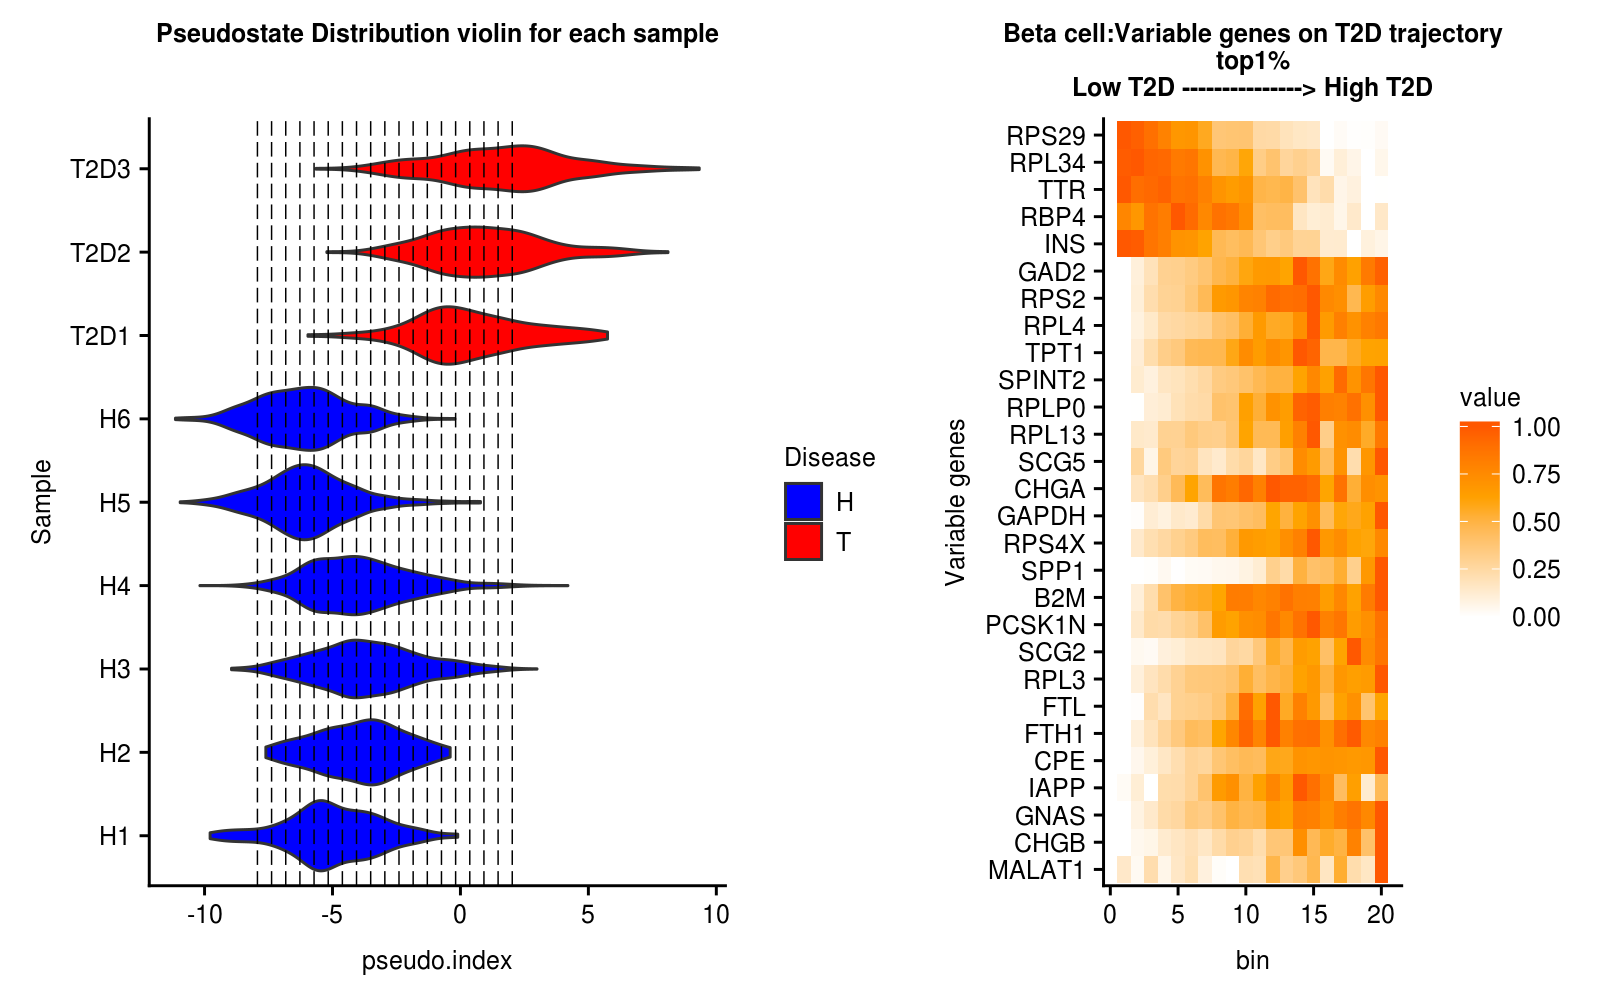 Pseudostate Distribution violin for each sample
T2D3
T2D2
T2D1
H6
H5
H4
H3
H2
H1
Sample
-10
-5
0
5
10
pseudo.index
Disease
H
T
Beta cell:Variable genes on T2D trajectory
top1%
Low T2D ---------------> High T2D
RPS29
RPL34
TTR
RBP4
INS
GAD2
RPS2
RPL4
TPT1
SPINT2
RPLP0
RPL13
SCG5
CHGA
GAPDH
RPS4X
SPP1
B2M
PCSK1N
SCG2
RPL3
FTL
FTH1
CPE
IAPP
GNAS
CHGB
MALAT1
Variable genes
0
5
10
15
20
bin
value
1.00
0.75
0.50
0.25
0.00